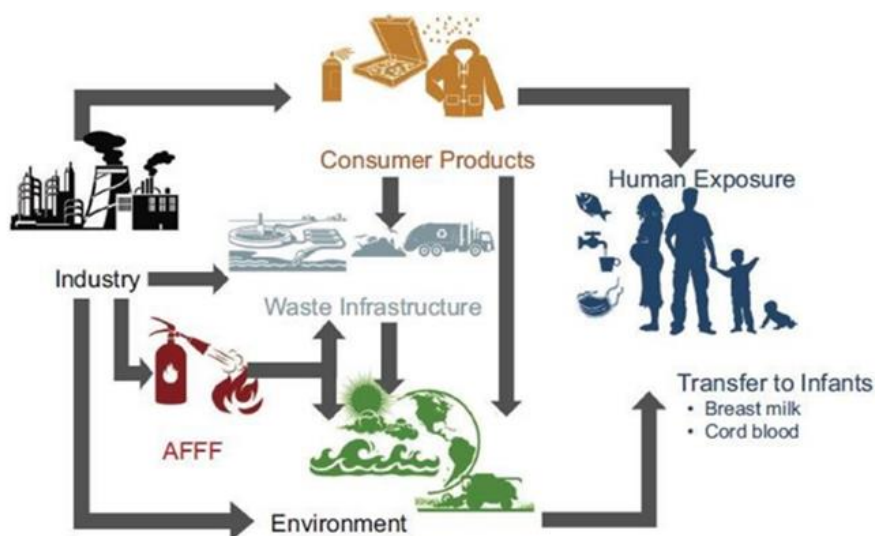 Consumer Products
Human Exposure
Industry
Waste Infrastructure
AFFF
Transfer to Infants
• Breast milk
• Cord blood
Environment